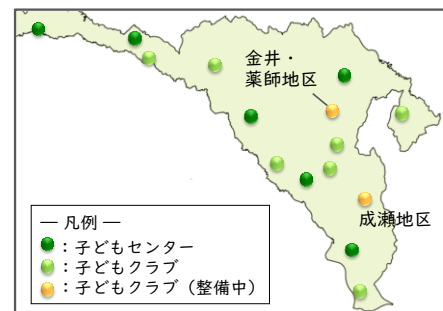 金井・
薬師地区
成瀬地区
― 凡例 ―
：子どもセンター
：子どもクラブ
：子どもクラブ（整備中）